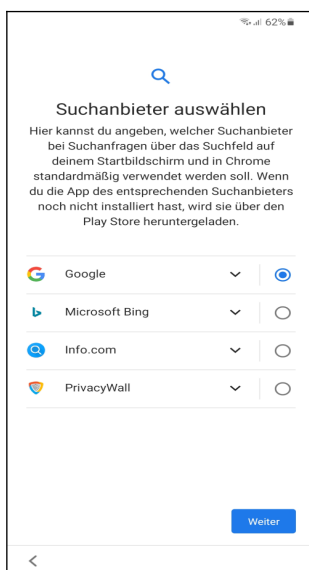 62%
Suchanbieter auswählen
Hier kannst du angeben, welcher Suchanbieter
bei Suchanfragen über das Suchfeld auf
deinem Startbildschirm und in Chrome
standardmäßig verwendet werden soll. Wenn
du die App des entsprechenden Suchanbieters
noch nicht installiert hast, wird sie über den
Play Store heruntergeladen.
Google
Microsoft Bing
Info.com
PrivacyWall
Weiter